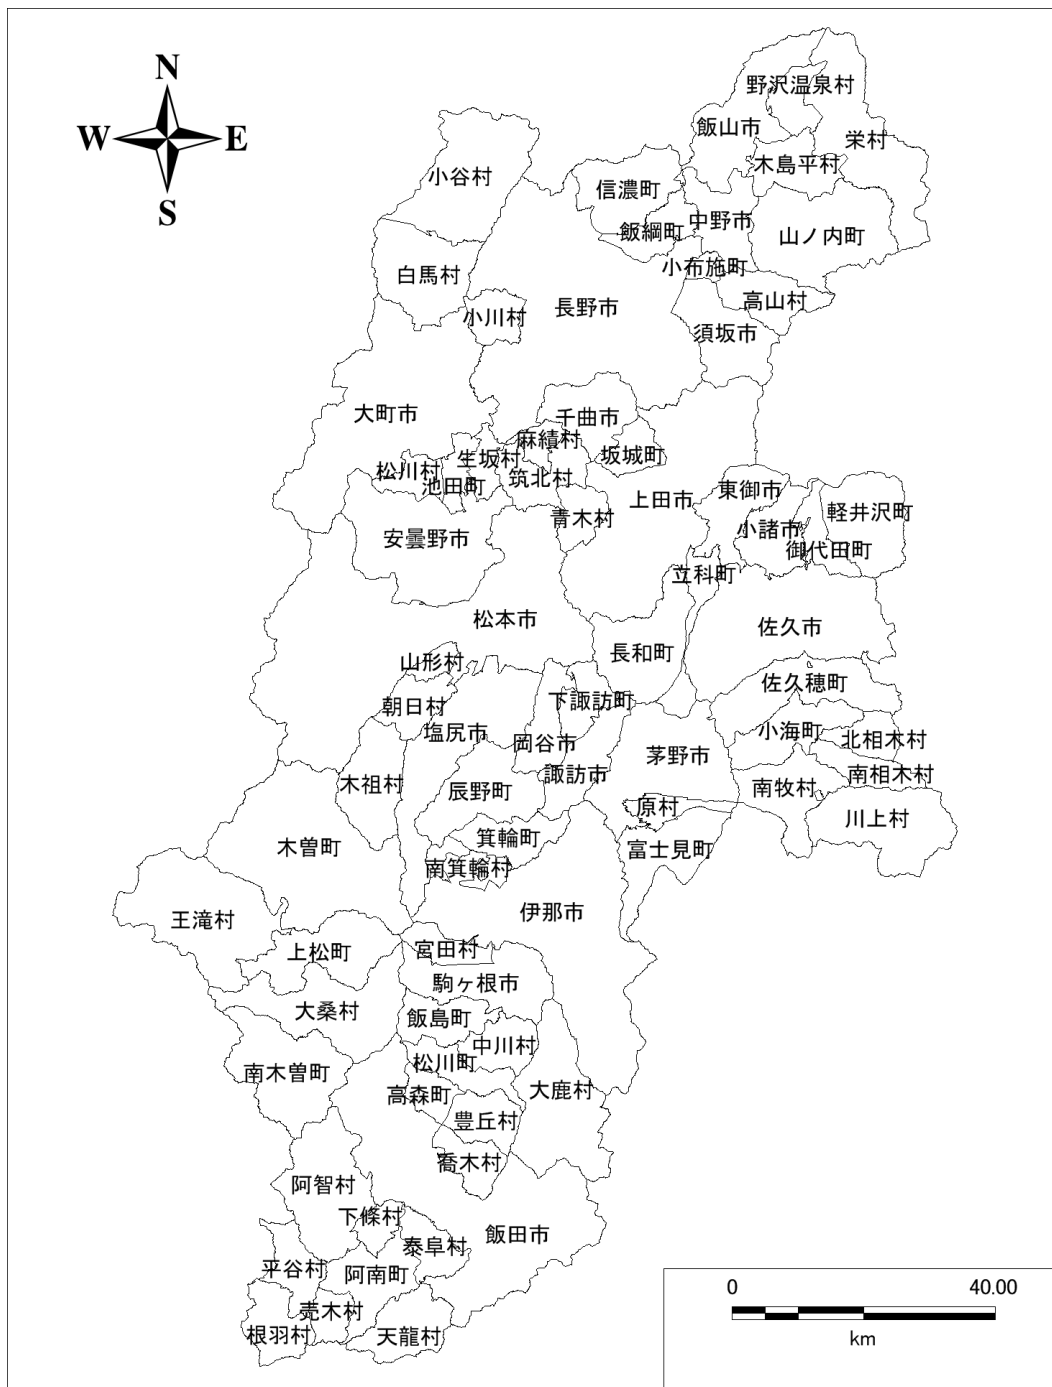 N
W E
S
野沢温泉村
飯山市
栄村
木島平村
小谷村
信濃町
飯綱町
中野市
山ノ内町
小布施町
白馬村
高山村
小川村
長野市
須坂市
大町市
千曲市
麻績村
坂城町
生坂村
松川村
池田町
筑北村
上田市
東御市
軽井沢町
青木村
小諸市
安曇野市
御代田町
立科町
松本市
佐久市
長和町
山形村
佐久穂町
朝日村
下諏訪町
塩尻市
小海町
岡谷市
北相木村
茅野市
諏訪市
南相木村
木祖村
辰野町
南牧村
原村
川上村
箕輪町
木曽町
富士見町
南箕輪村
王滝村
伊那市
上松町
宮田村
駒ヶ根市
大桑村
飯島町
中川村
松川町
南木曽町
大鹿村
高森町
豊丘村
喬木村
阿智村
下條村
飯田市
泰阜村
平谷村
阿南町
売木村
根羽村
天龍村
0 40.00
km